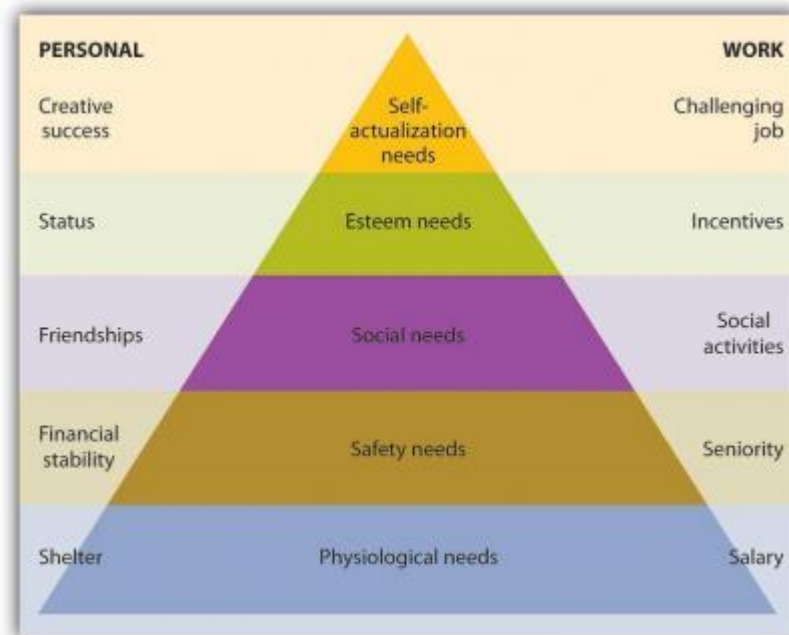 PERSONAL
WORK
Creative
success
Self-
actualization
needs
Challenging
job
Status
Esteem needs
Incentives
Friendships
Social needs
Social
activities
Financial
stability
Safety needs
Seniority
Shelter
Physiological needs
Salary